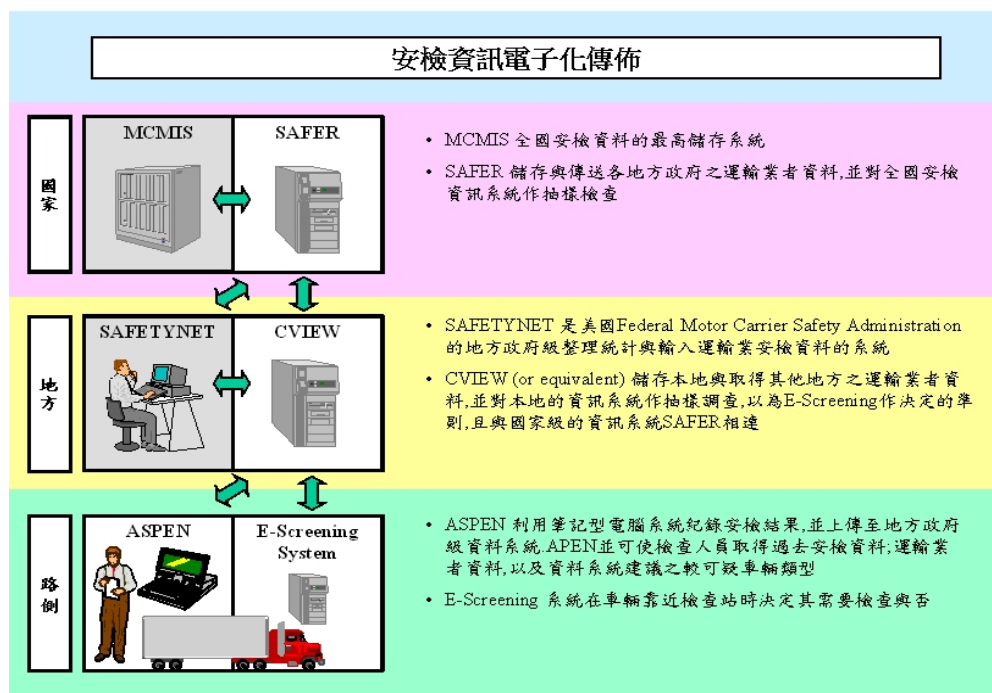 安檢資訊電子化傳佈
國家
MCMIS
SAFER
• MCMIS 全國安檢資料的最高儲存系統
• SAFER 儲存與傳送各地方政府之運輸業者資料,並對全國安檢
資訊系統作抽樣檢查
地方
SAFETYNET
CVIEW
• SAFETYNET 是美國Federal Motor Carrier Safety Administration
的地方政府級整理統計與輸入運輸業安檢資料的系統
• CVIEW (or equivalent) 儲存本地與取得其他地方之運輸業者資
料,並對本地的資訊系統作抽樣調查,以為E-Screening作決定的準
則,且與國家級的資訊系統SAFER相連
路側
ASPEN
E-Screening
System
• ASPEN 利用筆記型電腦系統紀錄安檢結果,並上傳至地方政府
級資料系統.APEN並可使檢查人員取得過去安檢資料;運輸業
者資料,以及資料系統建議之較可疑車輛類型
• E-Screening 系統在車輛靠近檢查站時決定其需要檢查與否